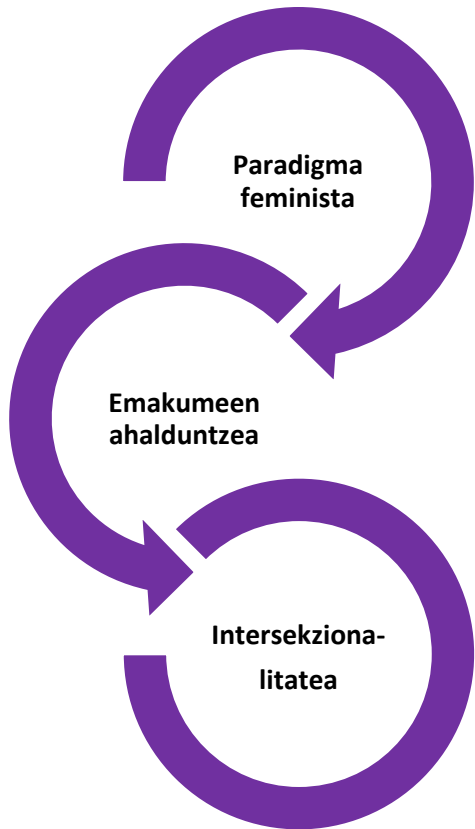 Paradigma
feminista
Emakumeen
ahalduntzea
Intersekziona-
litatea